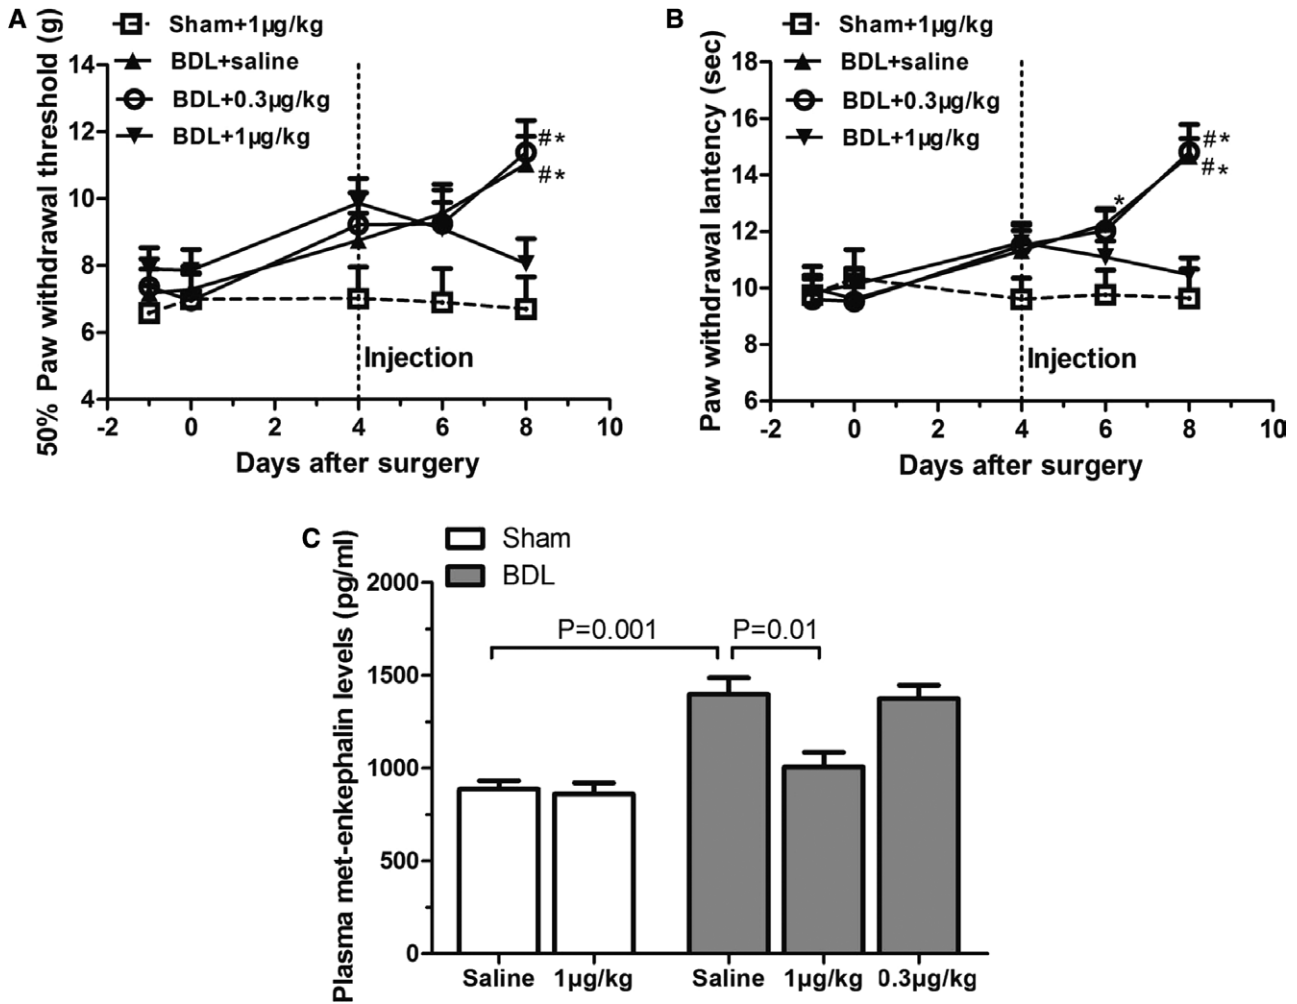 A
Sham+1µg/kg
BDL+saline
BDL+0.3µg/kg
BDL+1µg/kg
50% Paw withdrawal threshold (g)
14
12
10
8
6
4
#*
#*
Injection
-2 0 2 4 6 8 10
Days after surgery
B
Sham+1µg/kg
BDL+saline
BDL+0.3µg/kg
BDL+1µg/kg
Paw withdrawal lantency (sec)
18
16
14
12
10
8
6
*
#*
#*
Injection
-2 0 2 4 6 8 10
Days after surgery
C
Sham
BDL
Plasma met-enkephalin levels (pg/ml)
2000
1500
1000
500
0
P=0.001 P=0.01
Saline 1µg/kg Saline 1µg/kg 0.3µg/kg